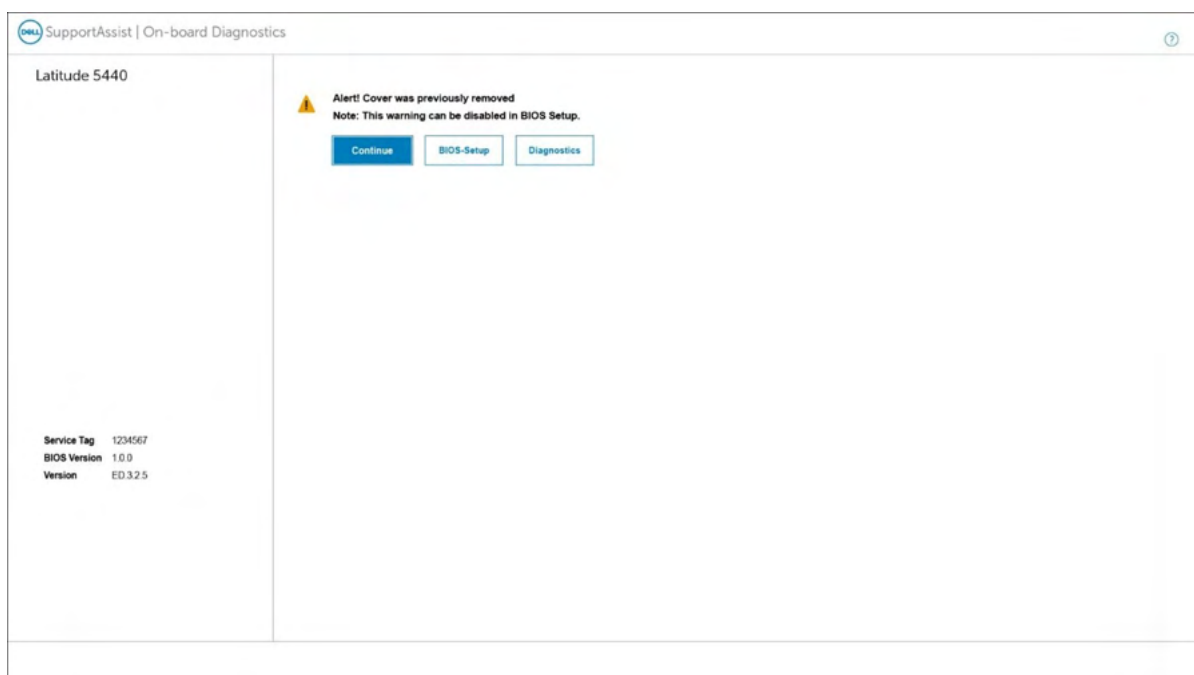 DELL SupportAssist | On-board Diagnostics
?
Latitude 5440
Alert! Cover was previously removed
Note: This warning can be disabled in BIOS Setup.
Continue BIOS-Setup Diagnostics
Service Tag 1234567
BIOS Version 1.0.0
Version ED.3.2.5